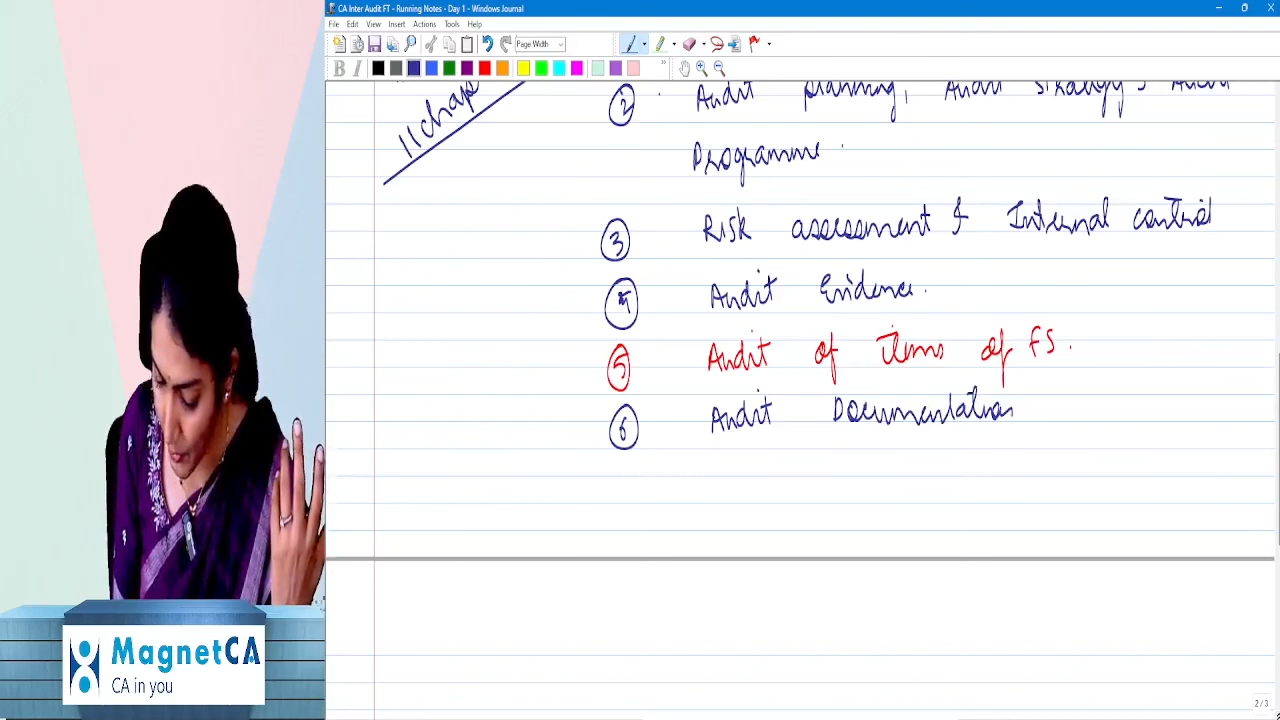 CA Inter Audit FT - Running Notes - Day 1 - Windows Journal
File Edit View Insert Actions Tools Help
Page Width
B I
11 chap
2 Audit planning, Audit Strategy & Audit
Programme.
3 Risk assessment & Internal control
4 Audit Evidence.
5 Audit of items of FS.
6 Audit Documentation
MagnetCA
CA in you
2/3